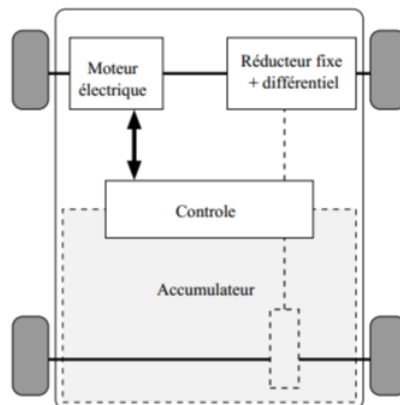 Moteur
électrique
Réducteur fixe
+ différentiel
Controle
Accumulateur